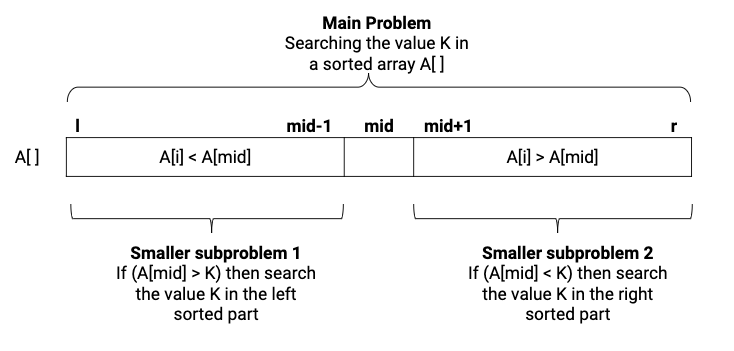 Main Problem
Searching the value K in
a sorted array A[ ]
l mid-1 mid mid+1 r
A[ ] A[i] < A[mid] A[i] > A[mid]
Smaller subproblem 1
If (A[mid] > K) then search
the value K in the left
sorted part
Smaller subproblem 2
If (A[mid] < K) then search
the value K in the right
sorted part